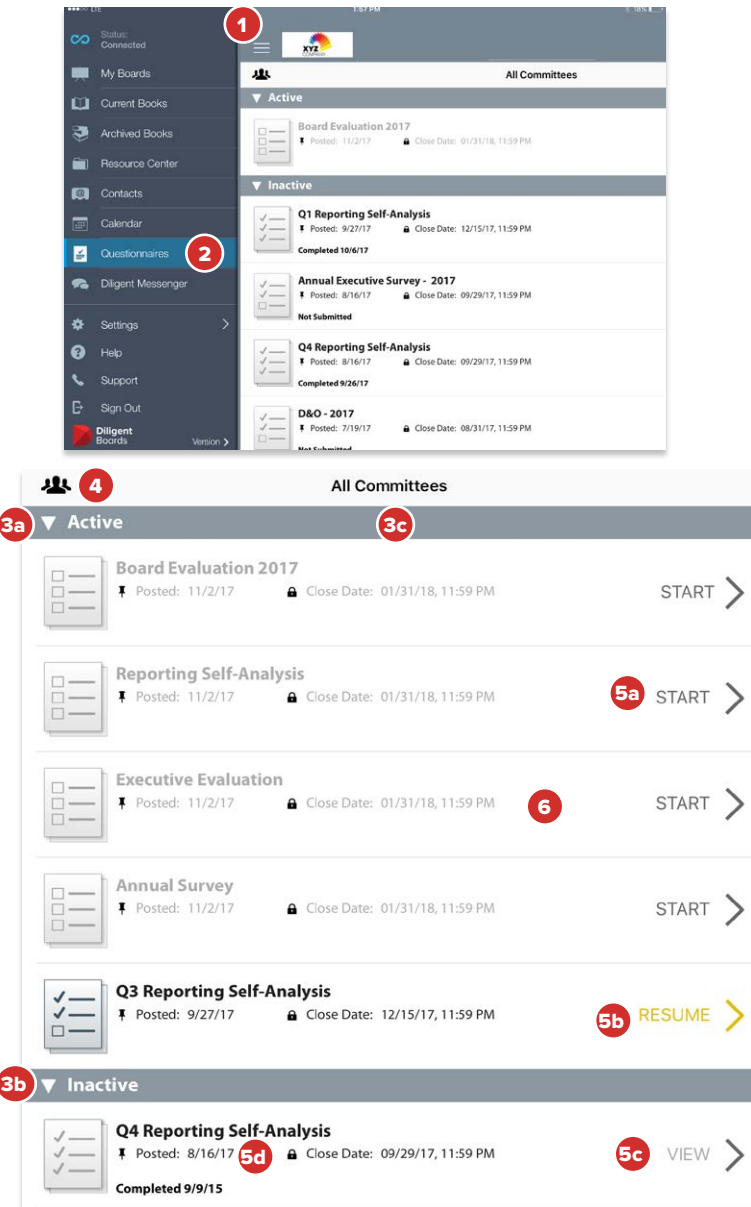 LTE 1:57 PM 18%
1
Status:
Connected
XYZ
COMPANY
My Boards
Current Books
Archived Books
Resource Center
Contacts
Calendar
Questionnaires 2
Diligent Messenger
Settings
Help
Support
Sign Out
Diligent
Boards Version
All Committees
Active
Board Evaluation 2017
Posted: 11/2/17 Close Date: 01/31/18, 11:59 PM
Inactive
Q1 Reporting Self-Analysis
Posted: 9/27/17 Close Date: 12/15/17, 11:59 PM
Completed 10/6/17
Annual Executive Survey - 2017
Posted: 8/16/17 Close Date: 09/29/17, 11:59 PM
Not Submitted
Q4 Reporting Self-Analysis
Posted: 8/16/17 Close Date: 09/29/17, 11:59 PM
Completed 9/26/17
D&O - 2017
Posted: 7/19/17 Close Date: 08/31/17, 11:59 PM
Not Submitted
4 All Committees
3a Active 3c
Board Evaluation 2017
Posted: 11/2/17 Close Date: 01/31/18, 11:59 PM START
Reporting Self-Analysis
Posted: 11/2/17 Close Date: 01/31/18, 11:59 PM 5a START
Executive Evaluation
Posted: 11/2/17 Close Date: 01/31/18, 11:59 PM 6 START
Annual Survey
Posted: 11/2/17 Close Date: 01/31/18, 11:59 PM START
Q3 Reporting Self-Analysis
Posted: 9/27/17 Close Date: 12/15/17, 11:59 PM 5b RESUME
3b Inactive
Q4 Reporting Self-Analysis
Posted: 8/16/17 5d Close Date: 09/29/17, 11:59 PM 5c VIEW
Completed 9/9/15